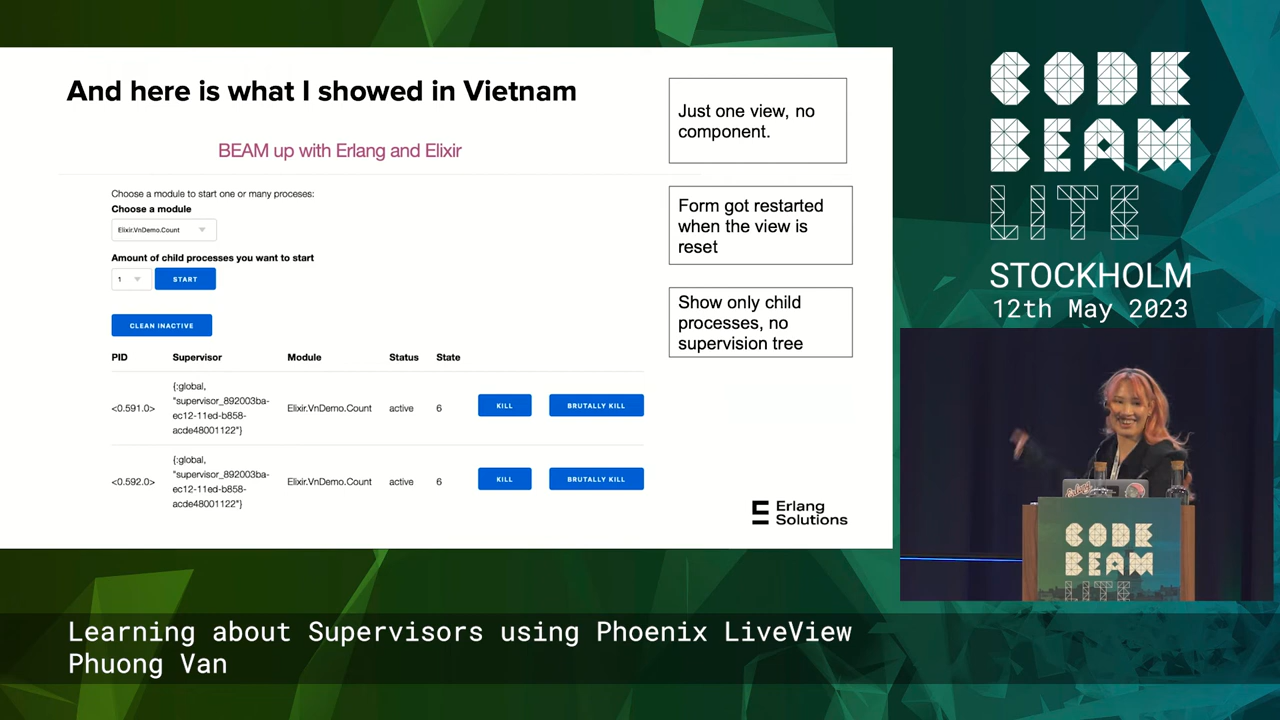 And here is what I showed in Vietnam
BEAM up with Erlang and Elixir
Choose a module to start one or many proceses:
Choose a module
Elixir.VnDemo.Count
Amount of child processes you want to start
1
START
CLEAN INACTIVE
PID Supervisor Module Status State
<0.591.0>
{:global,
"supervisor_892003ba-
ec12-11ed-b858-
acde48001122"}
Elixir.VnDemo.Count active 6 KILL BRUTALLY KILL
<0.592.0>
{:global,
"supervisor_892003ba-
ec12-11ed-b858-
acde48001122"}
Elixir.VnDemo.Count active 6 KILL BRUTALLY KILL
Just one view, no
component.
Form got restarted
when the view is
reset
Show only child
processes, no
supervision tree
Erlang
Solutions
CODE
BEAM
LITE
STOCKHOLM
12th May 2023
CODE
BEAM
LITE
Learning about Supervisors using Phoenix LiveView
Phuong Van